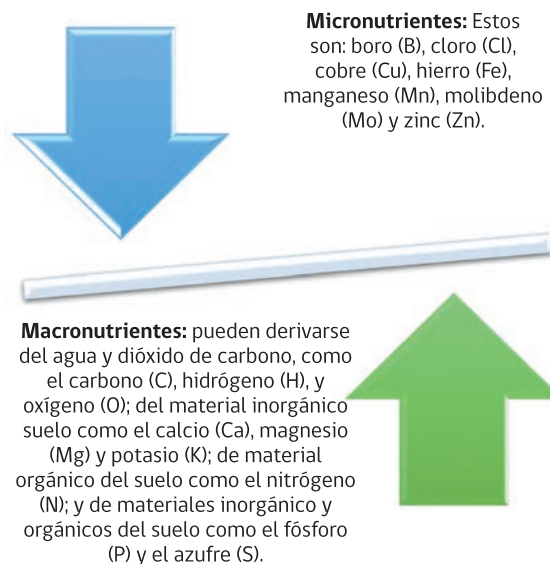 Micronutrientes: Estos
son: boro (B), cloro (Cl),
cobre (Cu), hierro (Fe),
manganeso (Mn), molibdeno
(Mo) y zinc (Zn).
Macronutrientes: pueden derivarse
del agua y dióxido de carbono, como
el carbono (C), hidrógeno (H), y
oxígeno (O); del material inorgánico
suelo como el calcio (Ca), magnesio
(Mg) y potasio (K); de material
orgánico del suelo como el nitrógeno
(N); y de materiales inorgánico y
orgánicos del suelo como el fósforo
(P) y el azufre (S).